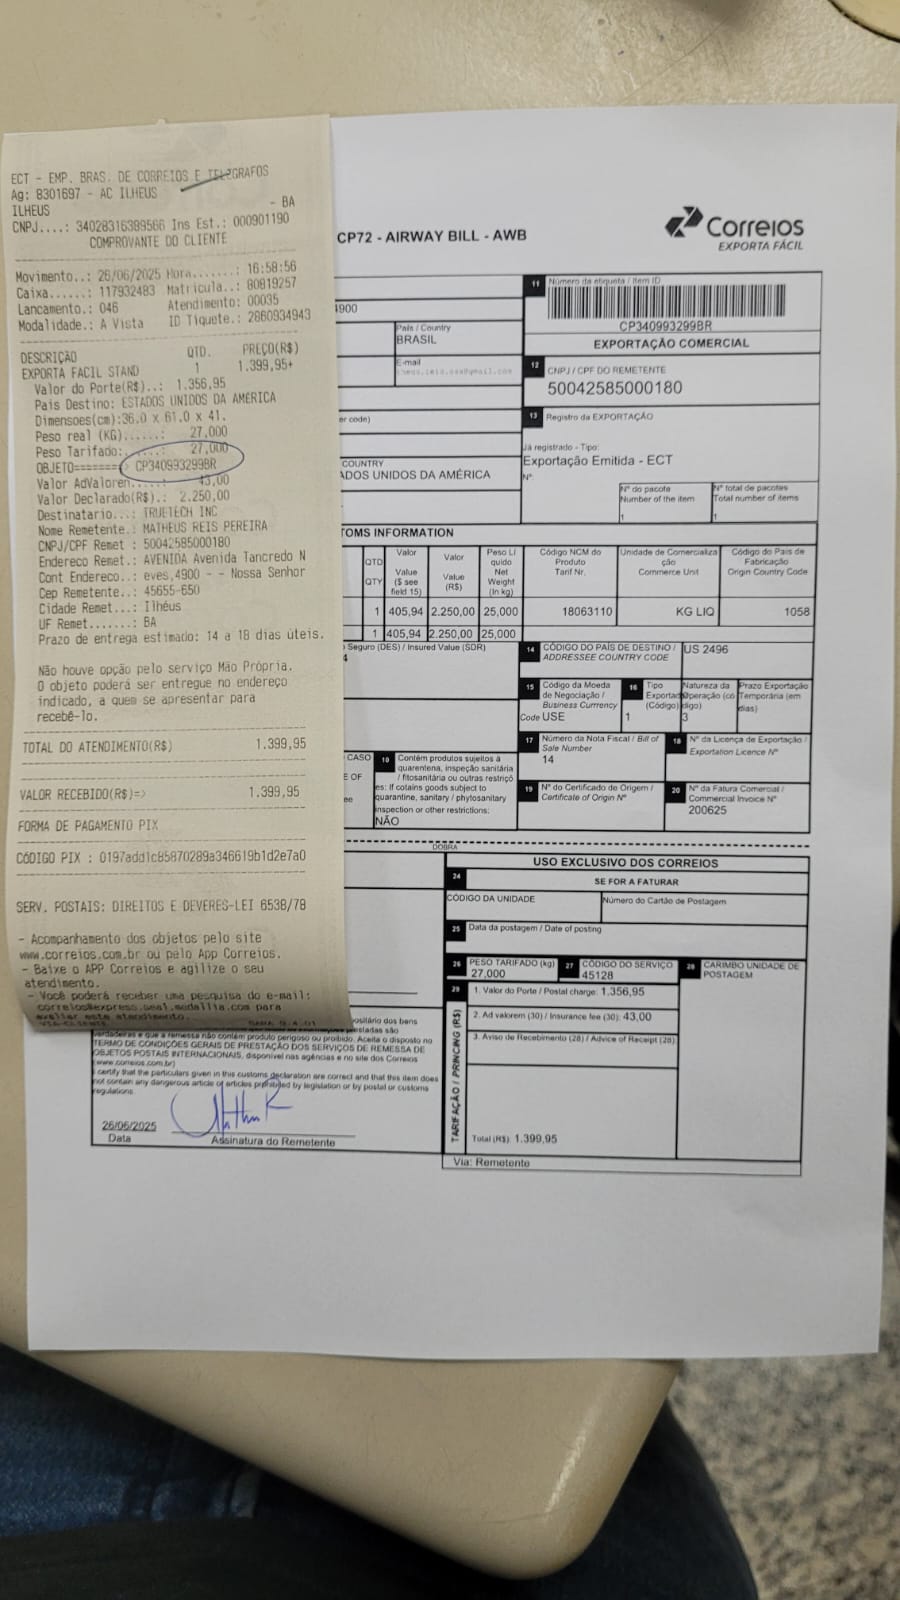 ECT - EMP. BRAS. DE CORREIOS E TELEGRAFOS
Ag: 8301697 - AC ILHEUS
ILHEUS - BA
CNPJ....: 34028316389566 Ins Est.: 000901190
COMPROVANTE DO CLIENTE
Movimento..: 26/06/2025 Hora.......: 16:58:56
Caixa......: 117932483 Matricula..: 80819257
Lancamento.: 046 Atendimento: 00035
Modalidade.: A Vista ID Tiquete.: 2860934943
DESCRIÇÃO QTD. PREÇO(R$)
EXPORTA FACIL STAND 1 1.399,95+
Valor do Porte(R$)..: 1.356,95
Pais Destino: ESTADOS UNIDOS DA AMÉRICA
Dimensoes(cm):36.0 x 61.0 x 41.
Peso real (KG)......: 27,000
Peso Tarifado:......: 27,000
OBJETO=======> CP340993299BR
Valor AdValoren.....: 43,00
Valor Declarado(R$).: 2.250,00
Destinatario...: TRUETECH INC
Nome Remetente.: MATHEUS REIS PEREIRA
CNPJ/CPF Remet : 50042585000180
Endereco Remet.: AVENIDA Avenida Tancredo N
Cont Endereco..: eves,4900 - - Nossa Senhor
Cep Remetente..: 45655-650
Cidade Remet...: Ilhéus
UF Remet.......: BA
Prazo de entrega estimado: 14 a 18 dias úteis.
Não houve opção pelo serviço Mão Própria.
O objeto poderá ser entregue no endereço
indicado, a quem se apresentar para
recebê-lo.
TOTAL DO ATENDIMENTO(R$) 1.399,95
VALOR RECEBIDO(R$)=> 1.399,95
FORMA DE PAGAMENTO PIX
CÓDIGO PIX : 0197add1c85870289a346619b1d2e7a0
SERV. POSTAIS: DIREITOS E DEVERES-LEI 6538/78
- Acompanhamento dos objetos pelo site
www.correios.com.br ou pelo App Correios.
- Baixe o APP Correios e agilize o seu
atendimento.
- Você poderá receber uma pesquisa do e-mail:
avaliar este atendimento.
VIA-CLIENTE SARA 9.4.01
CP72 - AIRWAY BILL - AWB
Correios
EXPORTA FÁCIL
4900
País / Country
BRASIL
E-mail
er code)
COUNTRY
ADOS UNIDOS DA AMÉRICA
11 Número da etiqueta / Item ID
CP340993299BR
EXPORTAÇÃO COMERCIAL
12 CNPJ / CPF DO REMETENTE
50042585000180
13 Registro da EXPORTAÇÃO
Já registrado - Tipo:
Exportação Emitida - ECT
Nº
Nº do pacote
Number of the item
1
Nº total de pacotes
Total number of items
1
TOMS INFORMATION
QTD
QTY
Valor
Value
($ see
field 15)
Valor
Value
(R$)
Peso Lí
quido
Net
Weight
(In kg)
Código NCM do
Produto
Tarif Nr.
Unidade de Comercializa
ção
Commerce Unit
Código do País de
Fabricação
Origin Country Code
1 405,94 2.250,00 25,000 18063110 KG LIQ 1058
1 405,94 2.250,00 25,000
Seguro (DES) / Insured Value (SDR)
4
14 CÓDIGO DO PAÍS DE DESTINO /
ADDRESSEE COUNTRY CODE
US 2496
15 Código da Moeda
de Negociação /
Business Currency
Code USE
16 Tipo
Exportad
(Código)
1
Natureza da
Operação (có
digo)
3
Prazo Exportação
Temporária (em
dias)
17 Número da Nota Fiscal / Bill of
Sale Number
14
18 Nº da Licença de Exportação /
Exportation Licence Nº
CASO
E OF
ee
10 Contém produtos sujeitos à
quarentena, inspeção sanitária
/ fitosanitária ou outras restriçõ
es: If cotains goods subject to
quarantine, sanitary / phytosanitary
inspection or other restrictions:
NÃO
19 Nº do Certificado de Origem /
Certificate of Origin Nº
20 Nº da Fatura Comercial /
Commercial Invoice Nº
200625
DOBRA
USO EXCLUSIVO DOS CORREIOS
24
SE FOR A FATURAR
CÓDIGO DA UNIDADE
Número do Cartão de Postagem
25 Data da postagem / Date of posting
26 PESO TARIFADO (kg)
27,000
27 CÓDIGO DO SERVIÇO
45128
28 CARIMBO UNIDADE DE
POSTAGEM
29
TARIFAÇÃO / PRINCING (R$)
1. Valor do Porte / Postal charge: 1.356,95
2. Ad valorem (30) / Insurance fee (30): 43,00
3. Aviso de Recebimento (28) / Advice of Receipt (28):
Total (R$) 1.399,95
Via: Remetente
ositário dos bens
estadas são
verdadeiras e que a remessa não contém produto perigoso ou proibido. Aceita o disposto no
TERMO DE CONDIÇÕES GERAIS DE PRESTAÇÃO DOS SERVIÇOS DE REMESSA DE
OBJETOS POSTAIS INTERNACIONAIS, disponível nas agências e no site dos Correios
(www.correios.com.br)
I certify that the particulars given in this customs declaration are correct and that this item does
not contain any dangerous article or articles prohibited by legislation or by postal or customs
regulations.
26/06/2025
Data
Assinatura do Remetente